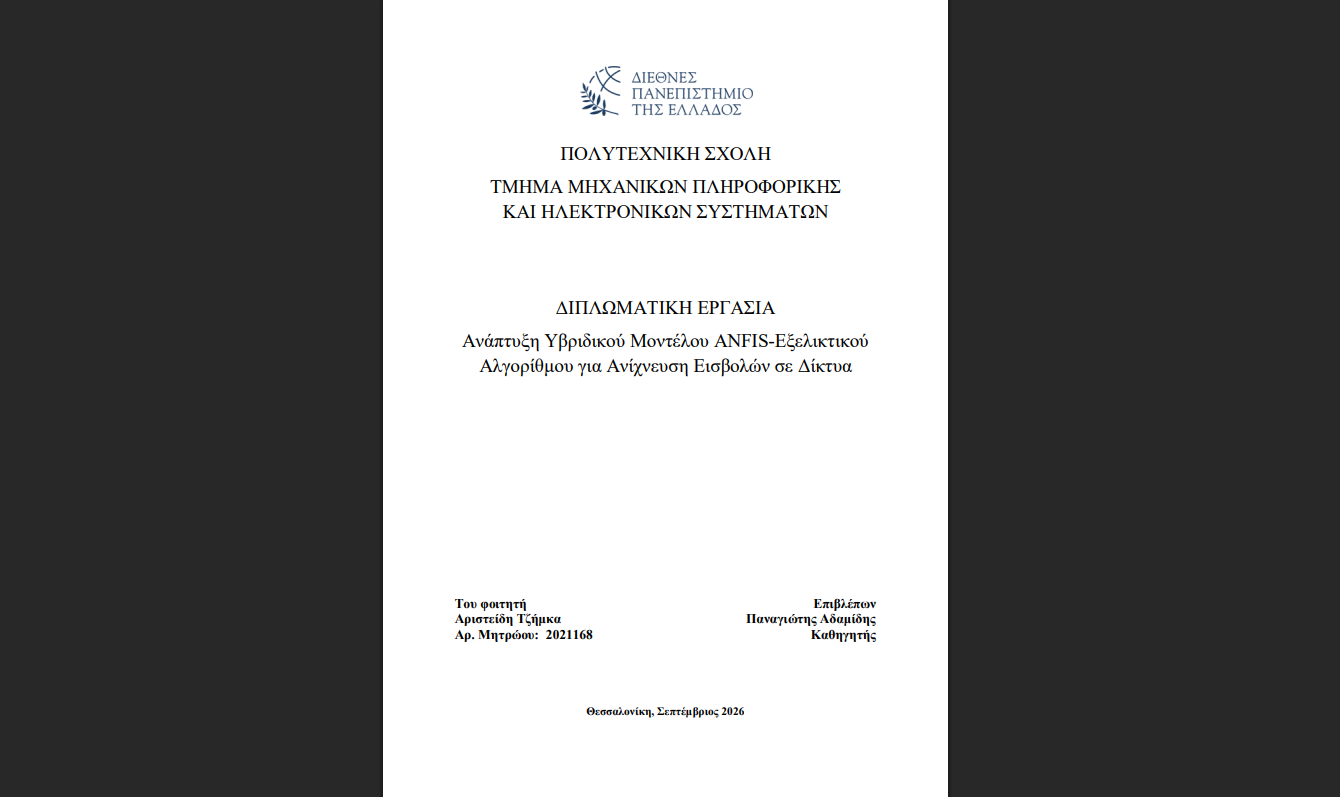 ΔΙΕΘΝΕΣ
ΠΑΝΕΠΙΣΤΗΜΙΟ
ΤΗΣ ΕΛΛΑΔΟΣ
ΠΟΛΥΤΕΧΝΙΚΗ ΣΧΟΛΗ
ΤΜΗΜΑ ΜΗΧΑΝΙΚΩΝ ΠΛΗΡΟΦΟΡΙΚΗΣ
ΚΑΙ ΗΛΕΚΤΡΟΝΙΚΩΝ ΣΥΣΤΗΜΑΤΩΝ
ΔΙΠΛΩΜΑΤΙΚΗ ΕΡΓΑΣΙΑ
Ανάπτυξη Υβριδικού Μοντέλου ANFIS-Εξελικτικού
Αλγορίθμου για Ανίχνευση Εισβολών σε Δίκτυα
Του φοιτητή
Αριστείδη Τζήμκα
Αρ. Μητρώου: 2021168
Επιβλέπων
Παναγιώτης Αδαμίδης
Καθηγητής
Θεσσαλονίκη, Σεπτέμβριος 2026